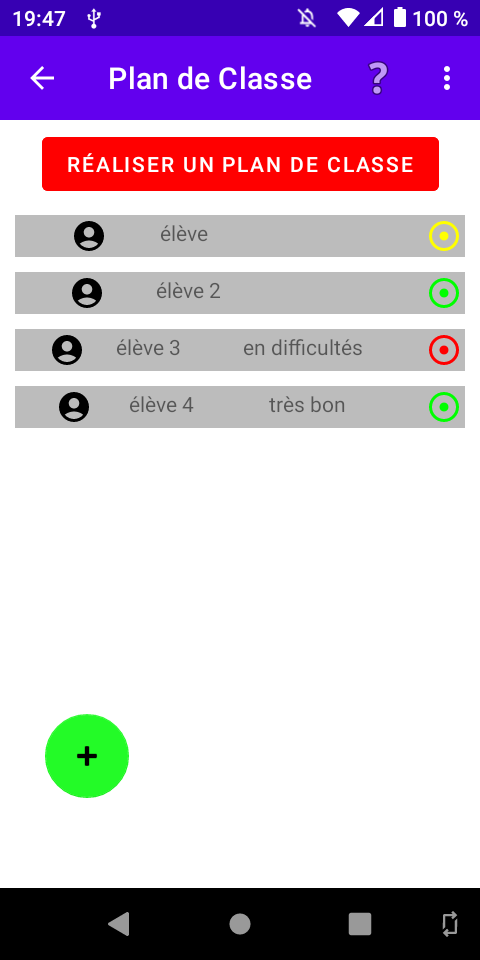 19:47 100 %
Plan de Classe ?
RÉALISER UN PLAN DE CLASSE
élève
élève 2
élève 3 en difficultés
élève 4 très bon
+